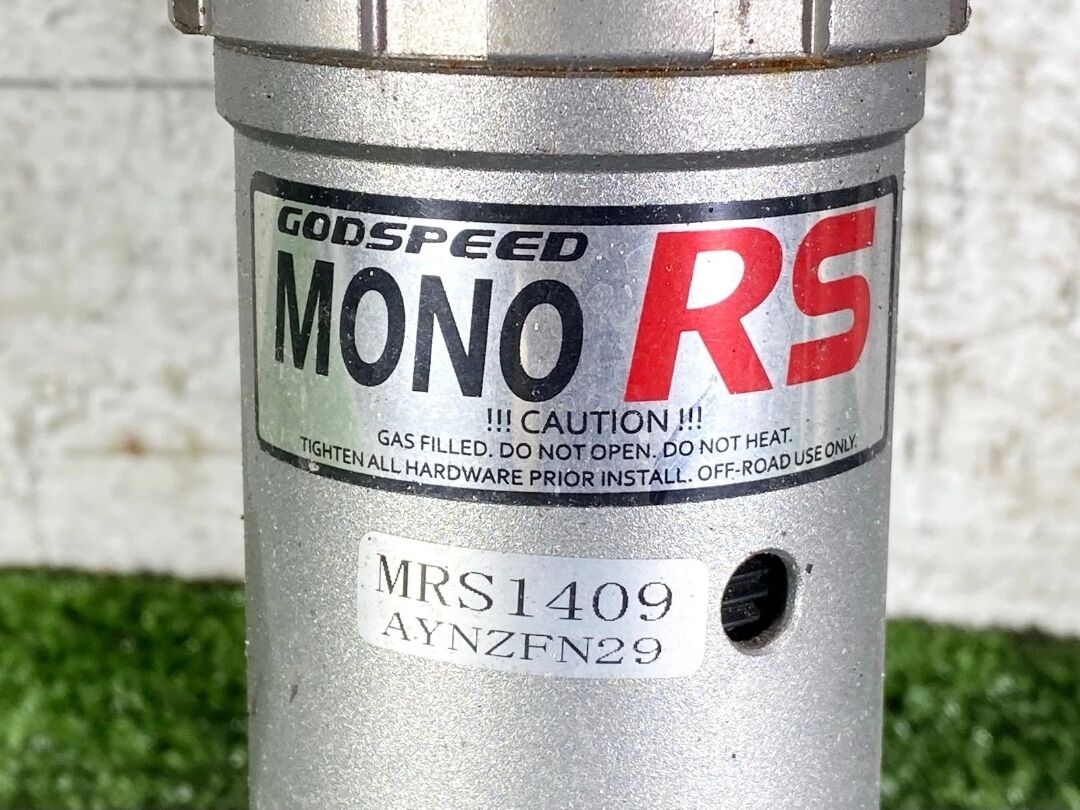 GODSPEED
MONO RS
!!! CAUTION !!!
GAS FILLED. DO NOT OPEN. DO NOT HEAT.
TIGHTEN ALL HARDWARE PRIOR INSTALL. OFF-ROAD USE ONLY.
MRS1409
AYNZFN29